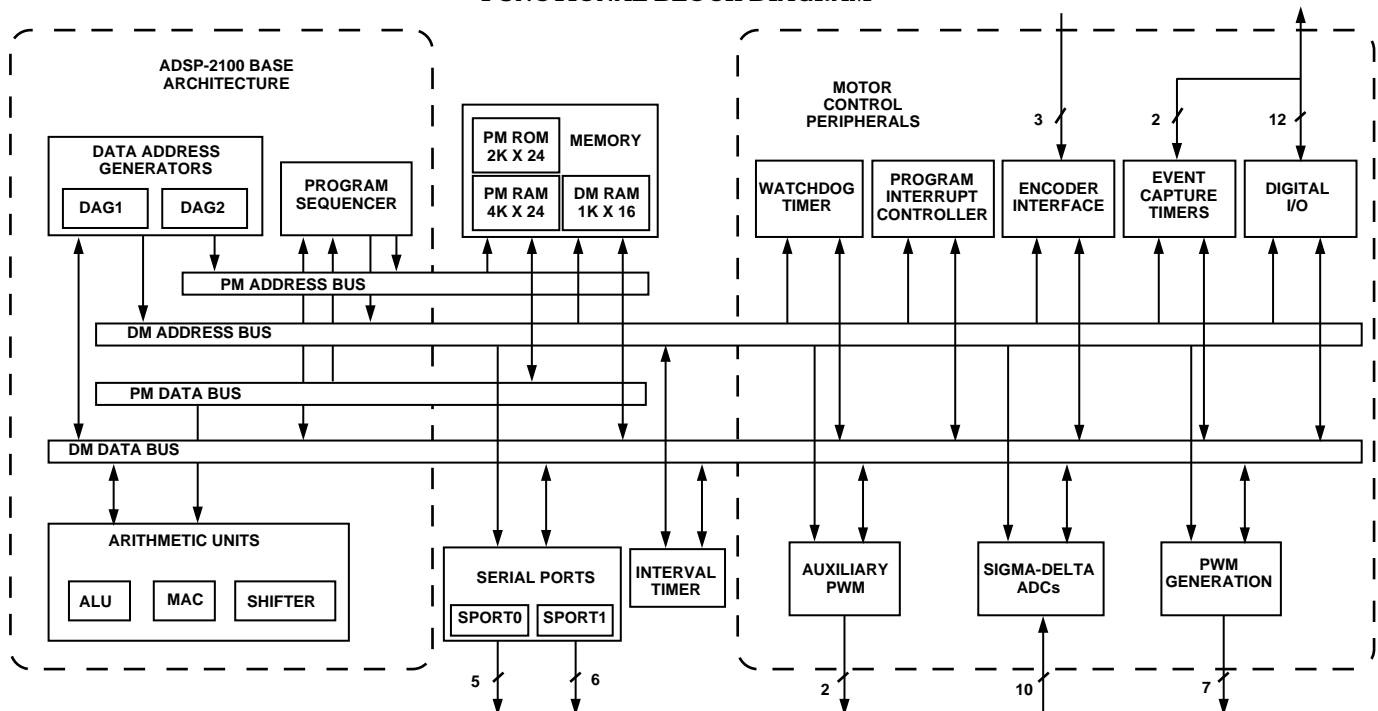 FUNCTIONAL BLOCK DIAGRAM
ADSP-2100 BASE
ARCHITECTURE
DATA ADDRESS
GENERATORS
DAG1
DAG2
PROGRAM
SEQUENCER
PM ROM
2K X 24
MEMORY
PM RAM
4K X 24
DM RAM
1K X 16
MOTOR
CONTROL
PERIPHERALS
3
2
12
WATCHDOG
TIMER
PROGRAM
INTERRUPT
CONTROLLER
ENCODER
INTERFACE
EVENT
CAPTURE
TIMERS
DIGITAL
I/O
PM ADDRESS BUS
DM ADDRESS BUS
PM DATA BUS
DM DATA BUS
ARITHMETIC UNITS
ALU
MAC
SHIFTER
SERIAL PORTS
SPORT0
SPORT1
INTERVAL
TIMER
AUXILIARY
PWM
SIGMA-DELTA
ADCs
PWM
GENERATION
5
6
2
10
7